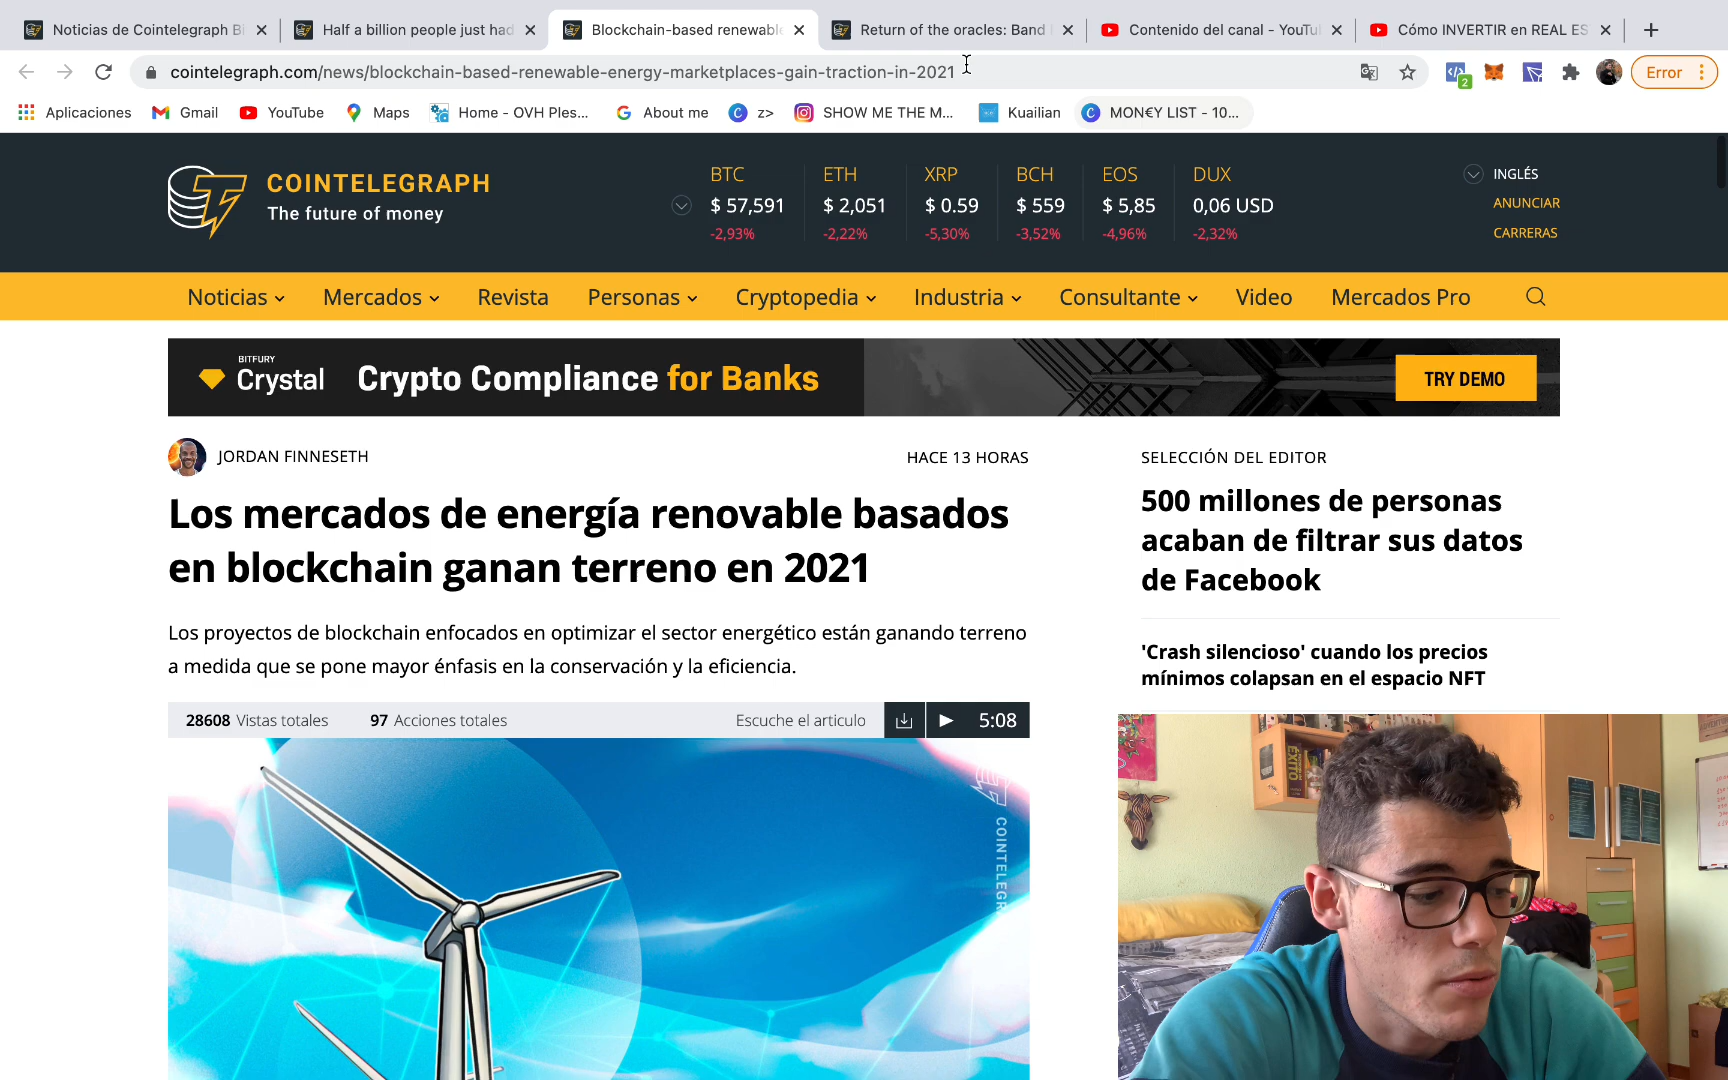 Noticias de Cointelegraph Bi
Half a billion people just had
Blockchain-based renewable
Return of the oracles: Band
Contenido del canal - YouTu
Cómo INVERTIR en REAL ES
cointelegraph.com/news/blockchain-based-renewable-energy-marketplaces-gain-traction-in-2021
2
Error
Aplicaciones
Gmail
YouTube
Maps
Home - OVH Ples...
About me
z>
SHOW ME THE M...
Kuailian
MON€Y LIST - 10...
COINTELEGRAPH
The future of money
BTC
$ 57,591
-2,93%
ETH
$ 2,051
-2,22%
XRP
$ 0.59
-5,30%
BCH
$ 559
-3,52%
EOS
$ 5,85
-4,96%
DUX
0,06 USD
-2,32%
INGLÉS
ANUNCIAR
CARRERAS
Noticias
Mercados
Revista
Personas
Cryptopedia
Industria
Consultante
Video
Mercados Pro
BITFURY
Crystal
Crypto Compliance for Banks
TRY DEMO
JORDAN FINNESETH
HACE 13 HORAS
Los mercados de energía renovable basados
en blockchain ganan terreno en 2021
Los proyectos de blockchain enfocados en optimizar el sector energético están ganando terreno
a medida que se pone mayor énfasis en la conservación y la eficiencia.
28608 Vistas totales
97 Acciones totales
Escuche el articulo
5:08
COINTELEGR
SELECCIÓN DEL EDITOR
500 millones de personas
acaban de filtrar sus datos
de Facebook
'Crash silencioso' cuando los precios
mínimos colapsan en el espacio NFT
ÉXITO